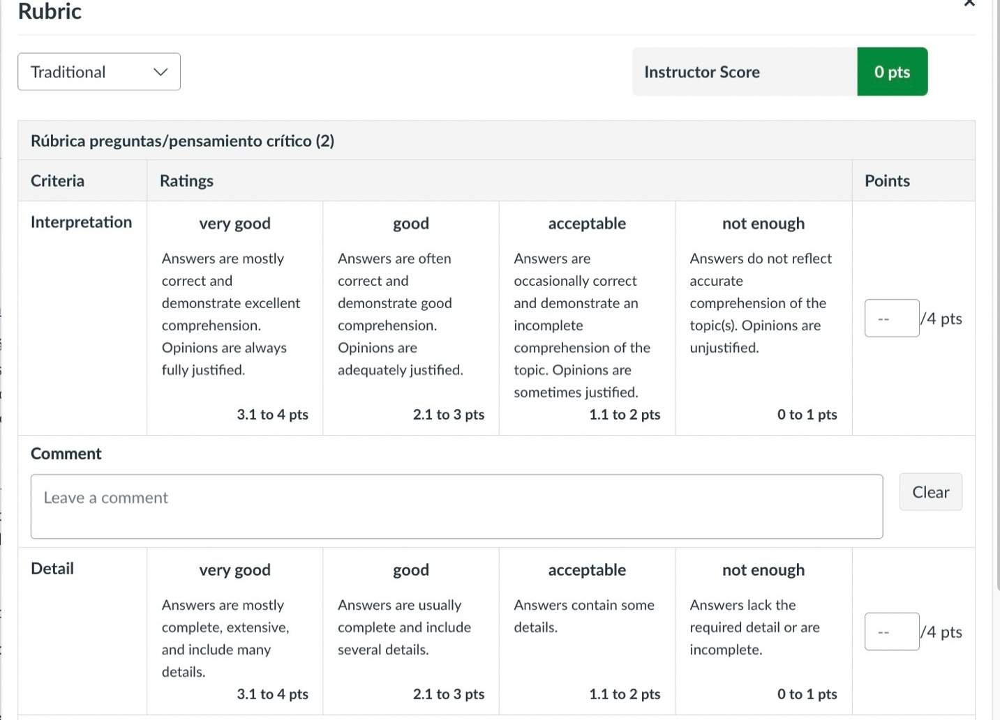 Rubric
Traditional
Instructor Score
0 pts
Rúbrica preguntas/pensamiento crítico (2)
Criteria
Ratings
Points
Interpretation
very good
Answers are mostly
correct and
demonstrate excellent
comprehension.
Opinions are always
fully justified.
3.1 to 4 pts
good
Answers are often
correct and
demonstrate good
comprehension.
Opinions are
adequately justified.
2.1 to 3 pts
acceptable
Answers are
occasionally correct
and demonstrate an
incomplete
comprehension of the
topic. Opinions are
sometimes justified.
1.1 to 2 pts
not enough
Answers do not reflect
accurate
comprehension of the
topic(s). Opinions are
unjustified.
0 to 1 pts
-- /4 pts
Comment
Leave a comment
Clear
Detail
very good
Answers are mostly
complete, extensive,
and include many
details.
3.1 to 4 pts
good
Answers are usually
complete and include
several details.
2.1 to 3 pts
acceptable
Answers contain some
details.
1.1 to 2 pts
not enough
Answers lack the
required detail or are
incomplete.
0 to 1 pts
-- /4 pts